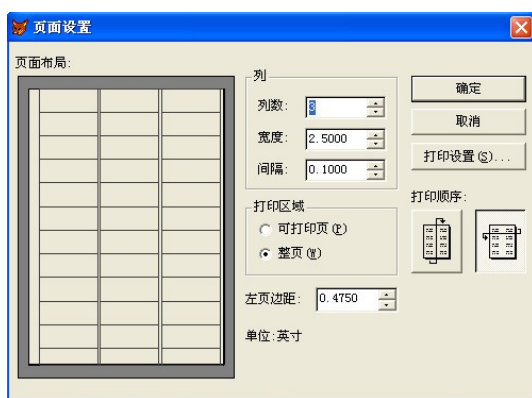 页面设置
页面布局:
列
列数: 3
宽度: 2.5000
间隔: 0.1000
打印区域
可打印页(P)
整页(W)
左页边距: 0.4750
单位:英寸
确定
取消
打印设置(S)...
打印顺序: